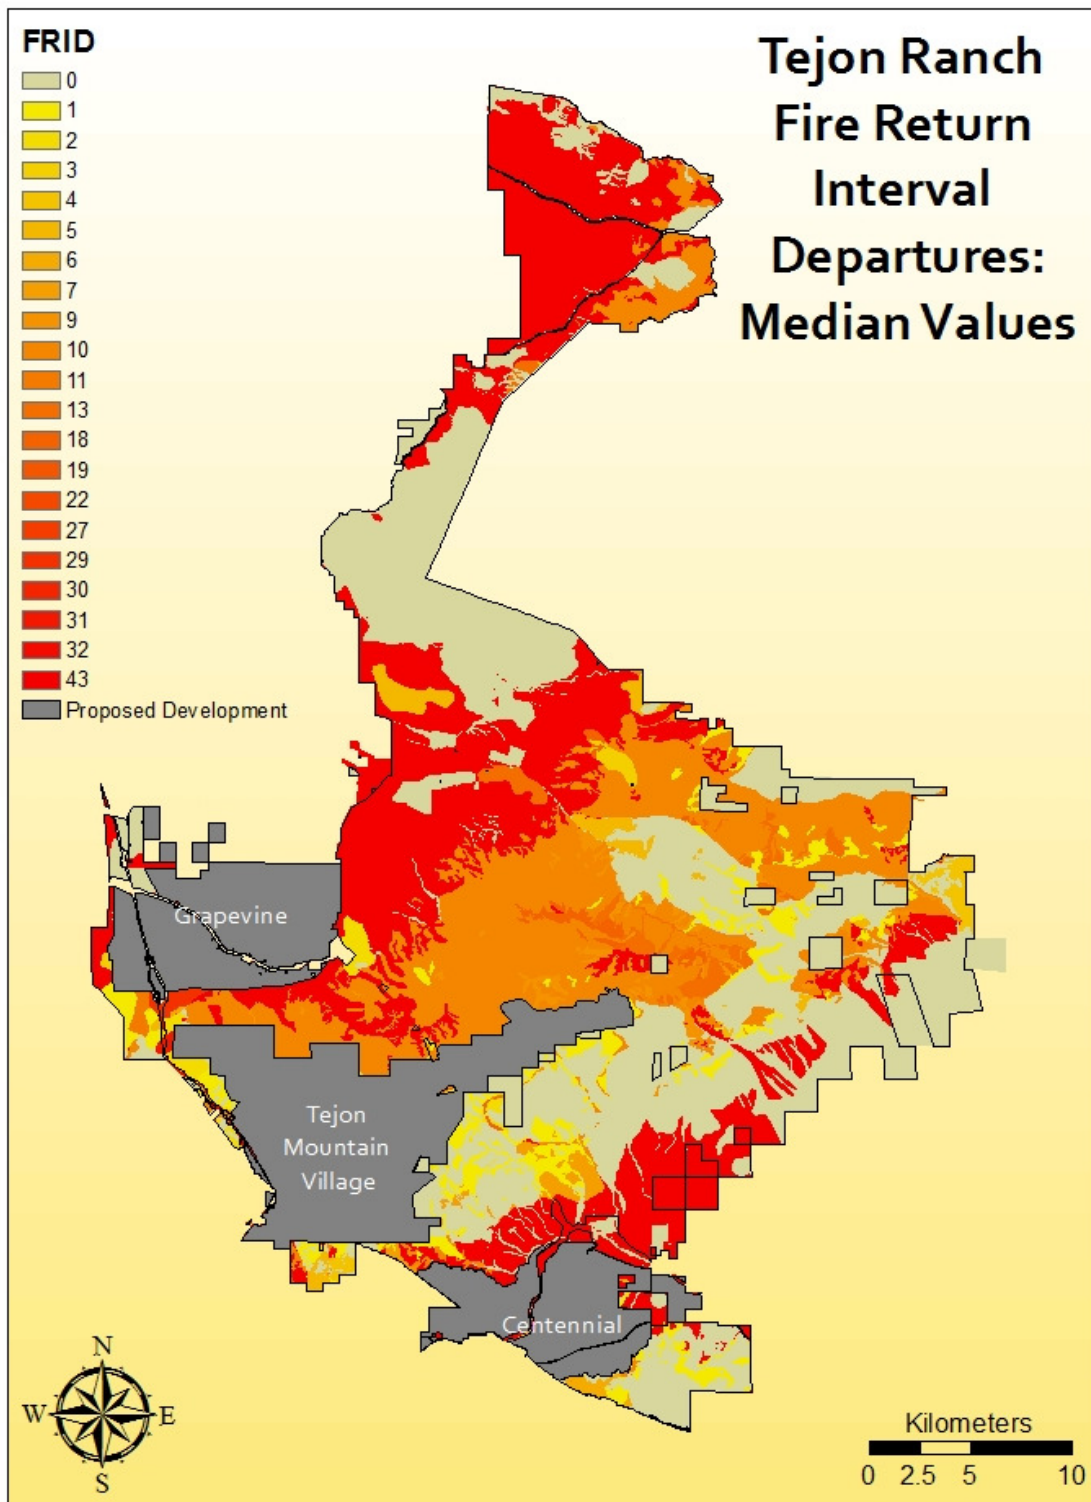 FRID
0
1
2
3
4
5
6
7
9
10
11
13
18
19
22
27
29
30
31
32
43
Proposed Development
Tejon Ranch
Fire Return
Interval
Departures:
Median Values
Grapevine
Tejon
Mountain
Village
Centennial
N
W E
S
Kilometers
0 2.5 5 10